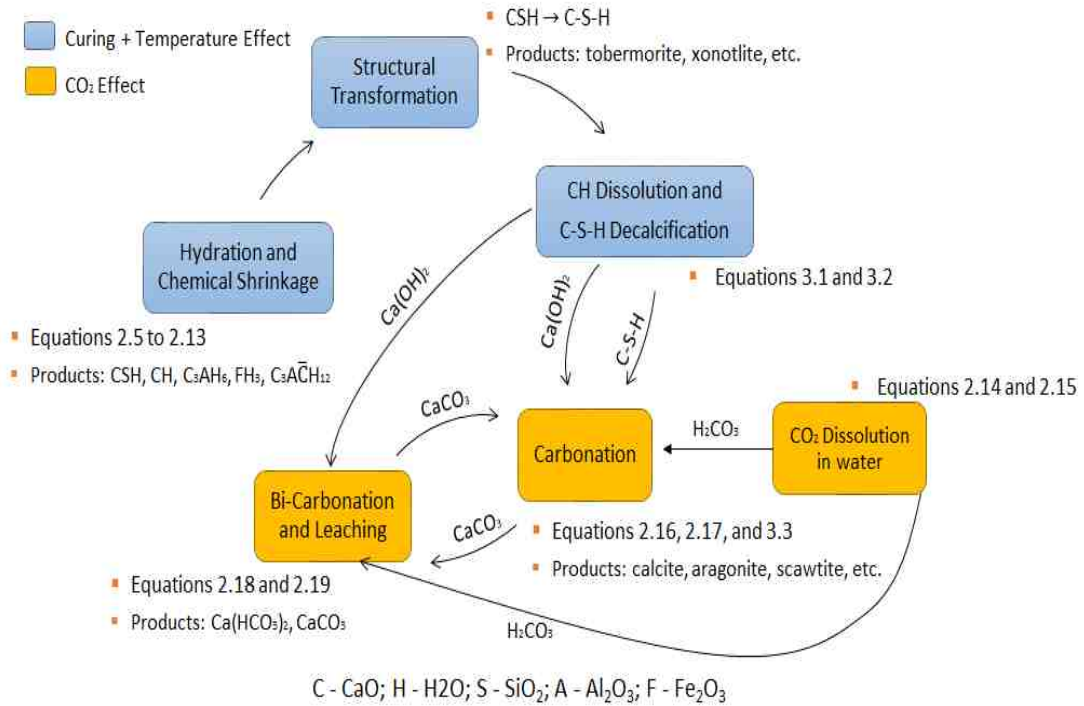 Curing + Temperature Effect
CO₂ Effect
▪ CSH → C-S-H
▪ Products: tobermorite, xonotlite, etc.
Structural
Transformation
CH Dissolution and
C-S-H Decalcification
▪ Equations 3.1 and 3.2
Hydration and
Chemical Shrinkage
▪ Equations 2.5 to 2.13
▪ Products: CSH, CH, C₃AH₆, FH₃, C₃AC̅H₁₂
Ca(OH)₂
Ca(OH)₂
C-S-H
▪ Equations 2.14 and 2.15
CO₂ Dissolution
in water
H₂CO₃
CaCO₃
Carbonation
▪ Equations 2.16, 2.17, and 3.3
▪ Products: calcite, aragonite, scawtite, etc.
CaCO₃
Bi-Carbonation
and Leaching
▪ Equations 2.18 and 2.19
▪ Products: Ca(HCO₃)₂, CaCO₃
H₂CO₃
C - CaO; H - H2O; S - SiO₂; A - Al₂O₃; F - Fe₂O₃